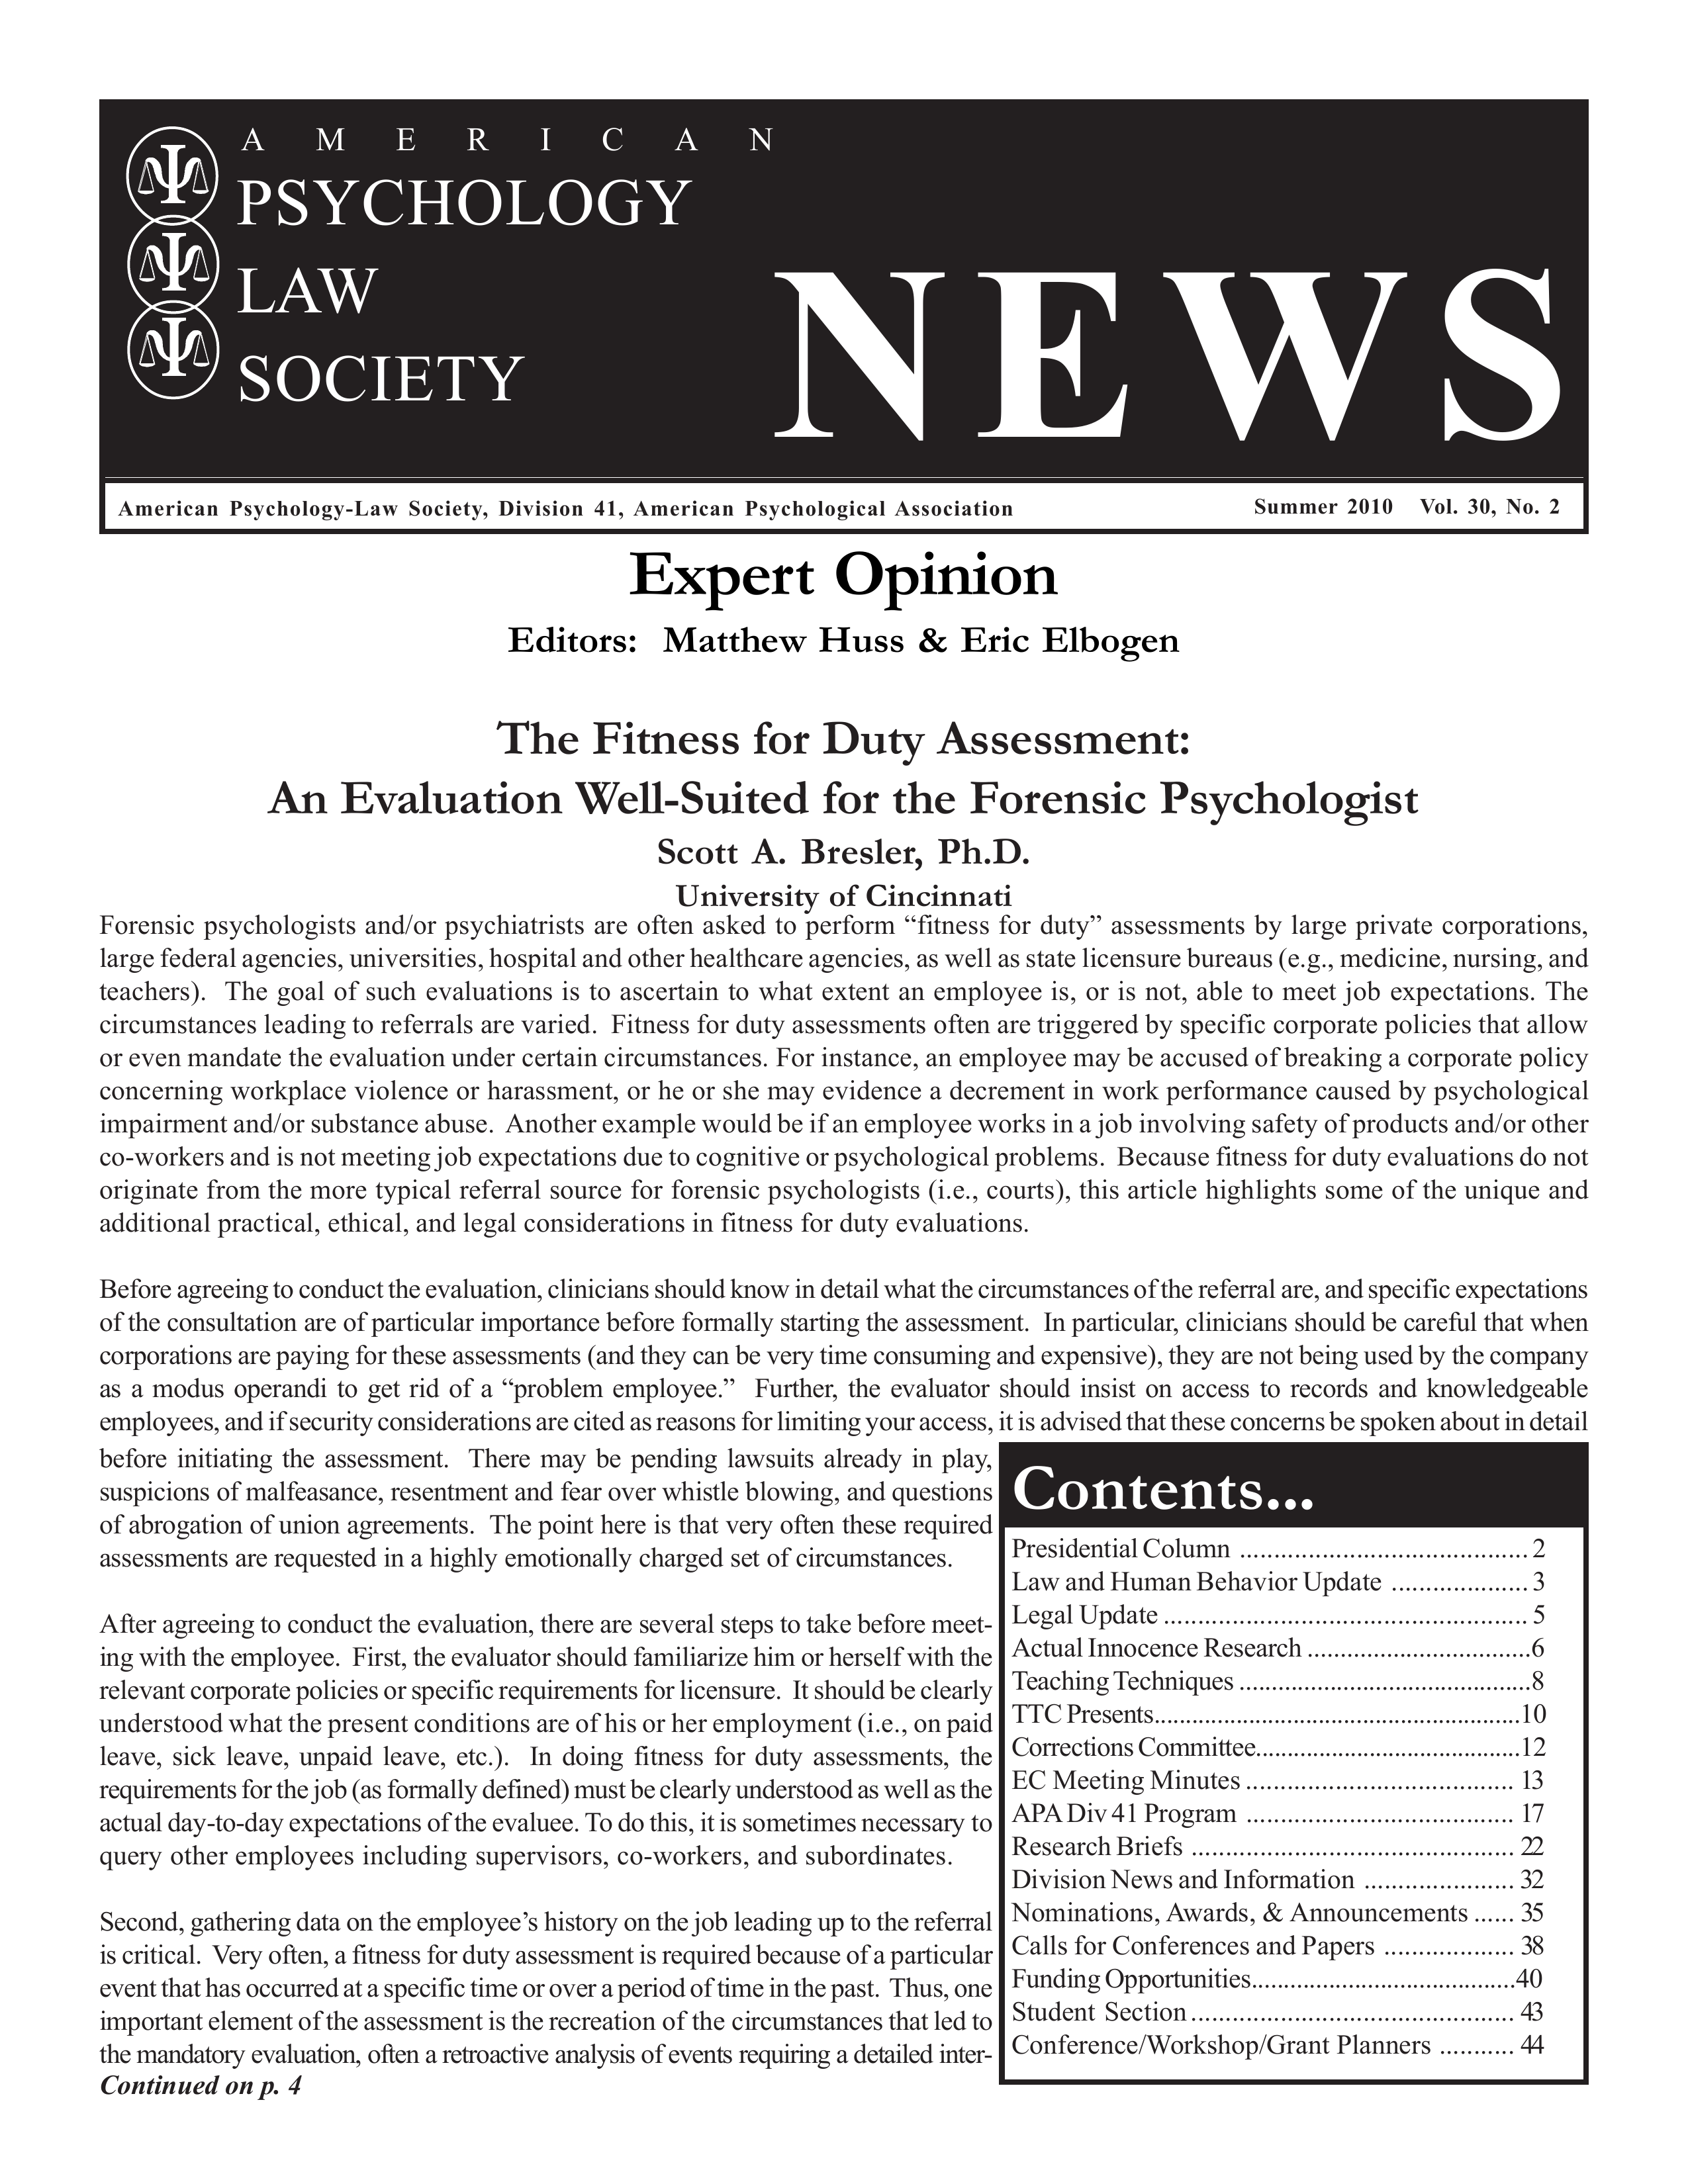 A M E R I C A N
PSYCHOLOGY
LAW
SOCIETY
NEWS
American Psychology-Law Society, Division 41, American Psychological Association
Summer 2010 Vol. 30, No. 2
Expert Opinion
Editors: Matthew Huss & Eric Elbogen
The Fitness for Duty Assessment:
An Evaluation Well-Suited for the Forensic Psychologist
Scott A. Bresler, Ph.D.
University of Cincinnati
Forensic psychologists and/or psychiatrists are often asked to perform “fitness for duty” assessments by large private corporations,
large federal agencies, universities, hospital and other healthcare agencies, as well as state licensure bureaus (e.g., medicine, nursing, and
teachers). The goal of such evaluations is to ascertain to what extent an employee is, or is not, able to meet job expectations. The
circumstances leading to referrals are varied. Fitness for duty assessments often are triggered by specific corporate policies that allow
or even mandate the evaluation under certain circumstances. For instance, an employee may be accused of breaking a corporate policy
concerning workplace violence or harassment, or he or she may evidence a decrement in work performance caused by psychological
impairment and/or substance abuse. Another example would be if an employee works in a job involving safety of products and/or other
co-workers and is not meeting job expectations due to cognitive or psychological problems. Because fitness for duty evaluations do not
originate from the more typical referral source for forensic psychologists (i.e., courts), this article highlights some of the unique and
additional practical, ethical, and legal considerations in fitness for duty evaluations.
Before agreeing to conduct the evaluation, clinicians should know in detail what the circumstances of the referral are, and specific expectations
of the consultation are of particular importance before formally starting the assessment. In particular, clinicians should be careful that when
corporations are paying for these assessments (and they can be very time consuming and expensive), they are not being used by the company
as a modus operandi to get rid of a “problem employee.” Further, the evaluator should insist on access to records and knowledgeable
employees, and if security considerations are cited as reasons for limiting your access, it is advised that these concerns be spoken about in detail
before initiating the assessment. There may be pending lawsuits already in play,
suspicions of malfeasance, resentment and fear over whistle blowing, and questions
of abrogation of union agreements. The point here is that very often these required
assessments are requested in a highly emotionally charged set of circumstances.
After agreeing to conduct the evaluation, there are several steps to take before meet-
ing with the employee. First, the evaluator should familiarize him or herself with the
relevant corporate policies or specific requirements for licensure. It should be clearly
understood what the present conditions are of his or her employment (i.e., on paid
leave, sick leave, unpaid leave, etc.). In doing fitness for duty assessments, the
requirements for the job (as formally defined) must be clearly understood as well as the
actual day-to-day expectations of the evaluee. To do this, it is sometimes necessary to
query other employees including supervisors, co-workers, and subordinates.
Second, gathering data on the employee’s history on the job leading up to the referral
is critical. Very often, a fitness for duty assessment is required because of a particular
event that has occurred at a specific time or over a period of time in the past. Thus, one
important element of the assessment is the recreation of the circumstances that led to
the mandatory evaluation, often a retroactive analysis of events requiring a detailed inter-
Continued on p. 4
Contents...
Presidential Column .......................................... 2
Law and Human Behavior Update .................... 3
Legal Update ..................................................... 5
Actual Innocence Research ..................................6
Teaching Techniques ............................................8
TTC Presents.....................................................10
Corrections Committee.......................................12
EC Meeting Minutes ....................................... 13
APA Div 41 Program ....................................... 17
Research Briefs ............................................... 22
Division News and Information ...................... 32
Nominations, Awards, & Announcements ...... 35
Calls for Conferences and Papers ................... 38
Funding Opportunities.......................................40
Student Section ............................................... 43
Conference/Workshop/Grant Planners ........... 44